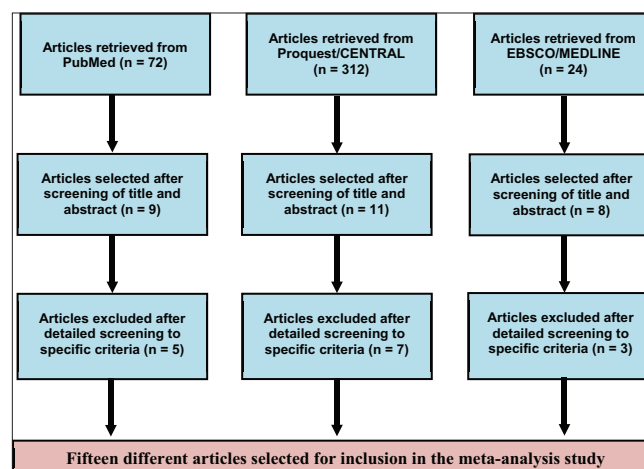 Articles retrieved from
PubMed (n = 72)
Articles retrieved from
Proquest/CENTRAL
(n = 312)
Articles retrieved from
EBSCO/MEDLINE
(n = 24)
Articles selected after
screening of title and
abstract (n = 9)
Articles selected after
screening of title and
abstract (n = 11)
Articles selected after
screening of title and
abstract (n = 8)
Articles excluded after
detailed screening to
specific criteria (n = 5)
Articles excluded after
detailed screening to
specific criteria (n = 7)
Articles excluded after
detailed screening to
specific criteria (n = 3)
Fifteen different articles selected for inclusion in the meta-analysis study